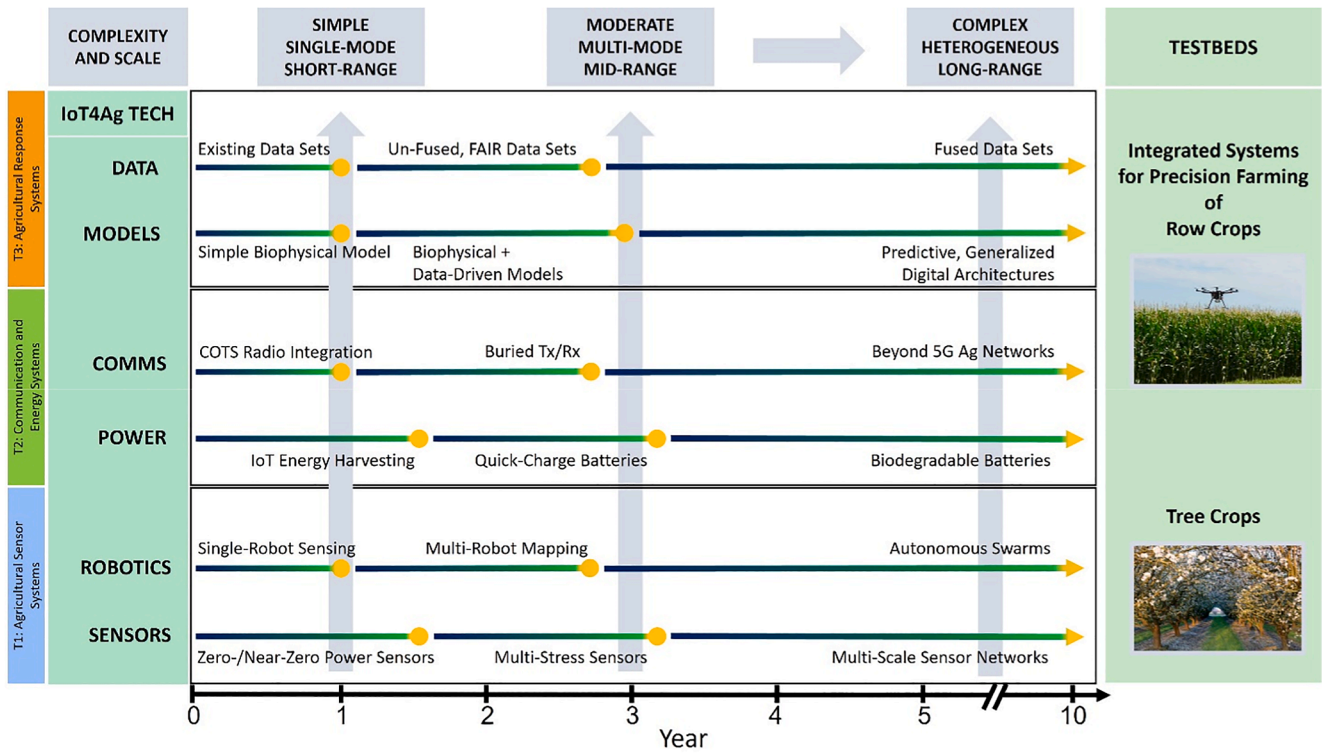 COMPLEXITY
AND SCALE
SIMPLE
SINGLE-MODE
SHORT-RANGE
MODERATE
MULTI-MODE
MID-RANGE
COMPLEX
HETEROGENEOUS
LONG-RANGE
TESTBEDS
T3: Agricultural Response
Systems
IoT4Ag TECH
DATA
Existing Data Sets
Un-Fused, FAIR Data Sets
Fused Data Sets
MODELS
Simple Biophysical Model
Biophysical +
Data-Driven Models
Predictive, Generalized
Digital Architectures
T2: Communication and
Energy Systems
COMMS
COTS Radio Integration
Buried Tx/Rx
Beyond 5G Ag Networks
POWER
IoT Energy Harvesting
Quick-Charge Batteries
Biodegradable Batteries
T1: Agricultural Sensor
Systems
ROBOTICS
Single-Robot Sensing
Multi-Robot Mapping
Autonomous Swarms
SENSORS
Zero-/Near-Zero Power Sensors
Multi-Stress Sensors
Multi-Scale Sensor Networks
Integrated Systems
for Precision Farming
of
Row Crops
Tree Crops
0 1 2 3 4 5 10
Year